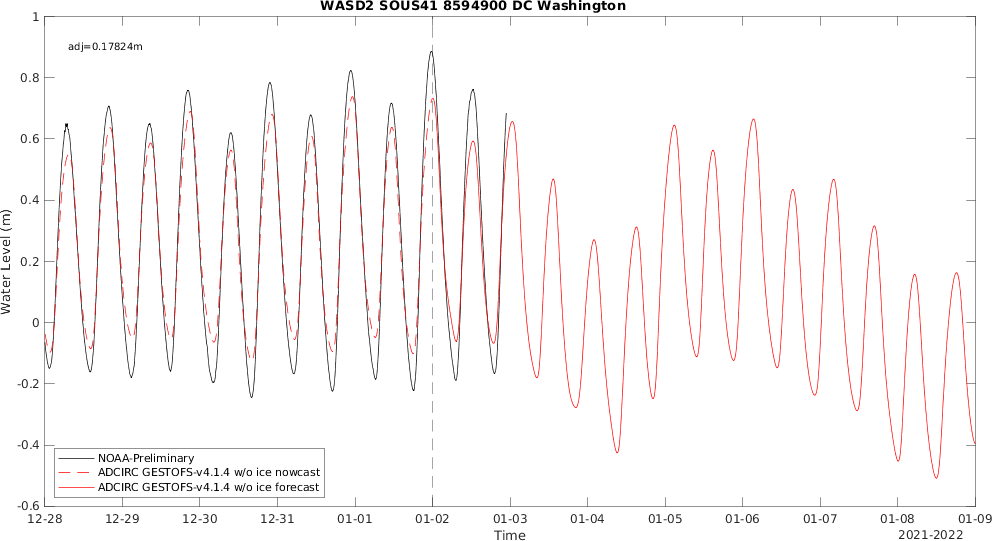 WASD2 SOUS41 8594900 DC Washington
adj=0.17824m
1
0.8
0.6
0.4
0.2
0
-0.2
-0.4
-0.6
Water Level (m)
NOAA-Preliminary
ADCIRC GESTOFS-v4.1.4 w/o ice nowcast
ADCIRC GESTOFS-v4.1.4 w/o ice forecast
12-28 12-29 12-30 12-31 01-01 01-02 01-03 01-04 01-05 01-06 01-07 01-08 01-09
Time
2021-2022